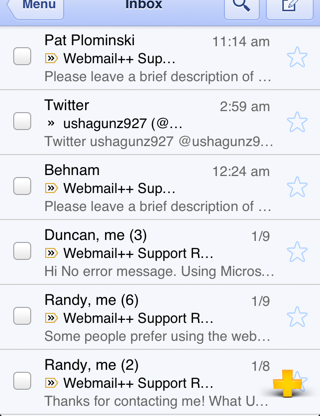 Menu
Inbox
Pat Plominski 11:14 am
» Webmail++ Sup…
Please leave a brief description of …
Twitter 2:59 am
» ushagunz927 (@…
Twitter ushagunz927 @ushagunz9…
Behnam 12:24 am
» Webmail++ Sup…
Please leave a brief description of …
Duncan, me (3) 1/9
» Webmail++ Support R…
Hi No error message. Using Micros…
Randy, me (6) 1/9
» Webmail++ Support R…
Some people prefer using the web…
Randy, me (2) 1/8
» Webmail++ Support R…
Thanks for contacting me! What U…